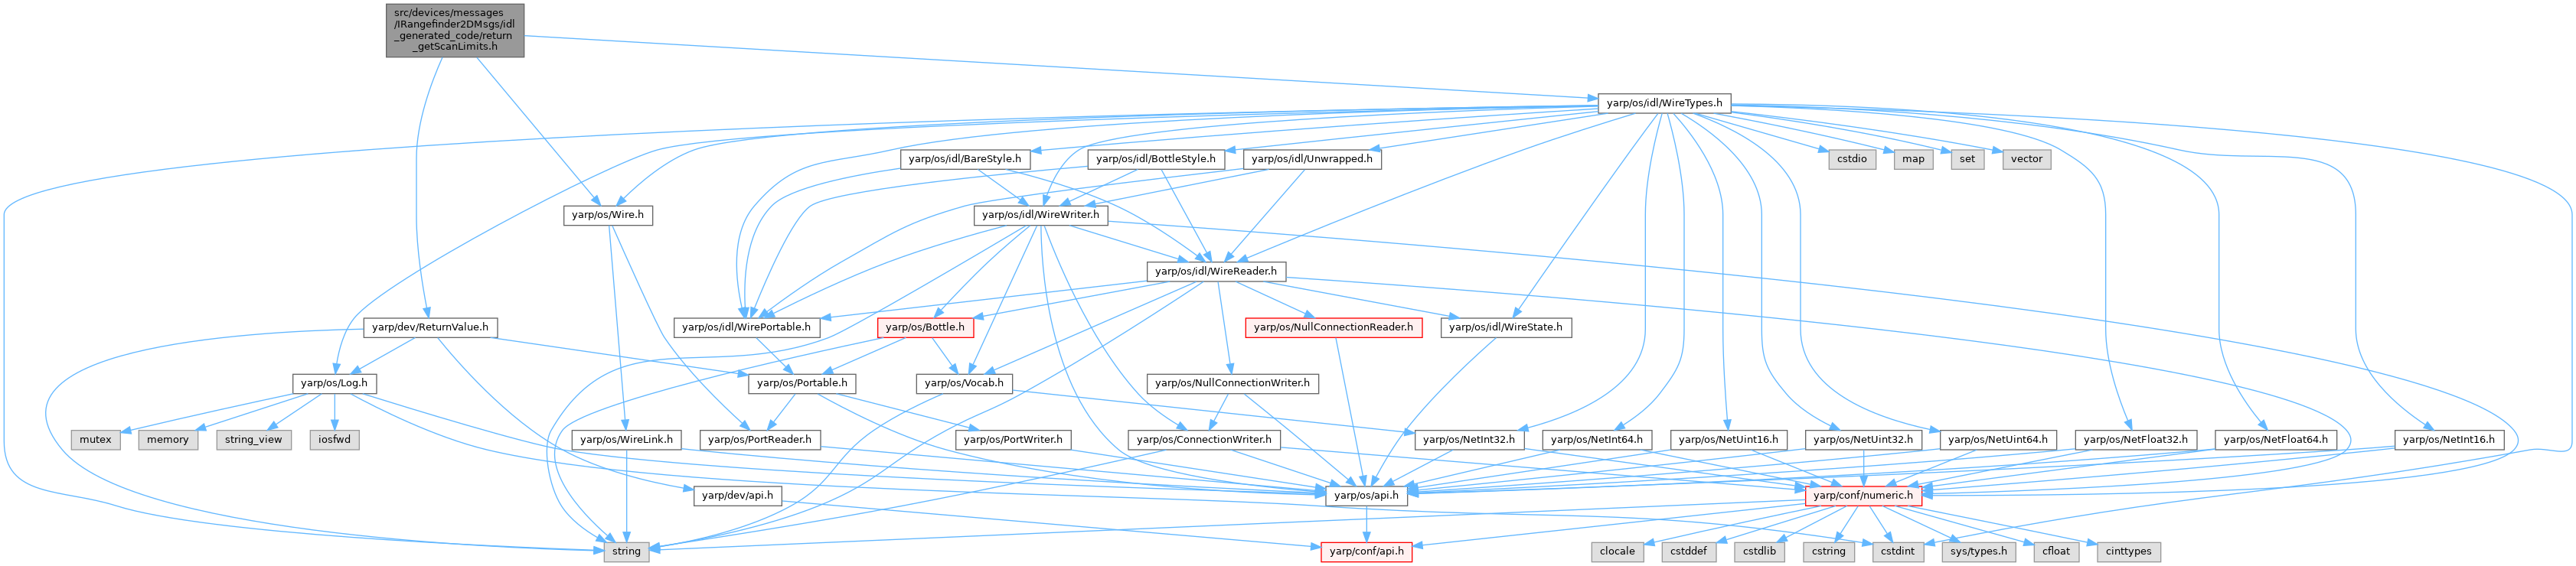 src/devices/messages
/IRangefinder2DMsgs/idl
_generated_code/return
_getScanLimits.h
yarp/os/idl/WireTypes.h
yarp/os/idl/BareStyle.h
yarp/os/idl/BottleStyle.h
yarp/os/idl/Unwrapped.h
cstdio
map
set
vector
yarp/os/Wire.h
yarp/os/idl/WireWriter.h
yarp/os/idl/WireReader.h
yarp/dev/ReturnValue.h
yarp/os/idl/WirePortable.h
yarp/os/Bottle.h
yarp/os/NullConnectionReader.h
yarp/os/idl/WireState.h
yarp/os/Log.h
yarp/os/Portable.h
yarp/os/Vocab.h
yarp/os/NullConnectionWriter.h
mutex
memory
string_view
iosfwd
yarp/os/WireLink.h
yarp/os/PortReader.h
yarp/os/PortWriter.h
yarp/os/ConnectionWriter.h
yarp/os/NetInt32.h
yarp/os/NetInt64.h
yarp/os/NetUint16.h
yarp/os/NetUint32.h
yarp/os/NetUint64.h
yarp/os/NetFloat32.h
yarp/os/NetFloat64.h
yarp/os/NetInt16.h
yarp/dev/api.h
yarp/os/api.h
yarp/conf/numeric.h
string
yarp/conf/api.h
clocale
cstddef
cstdlib
cstring
cstdint
sys/types.h
cfloat
cinttypes